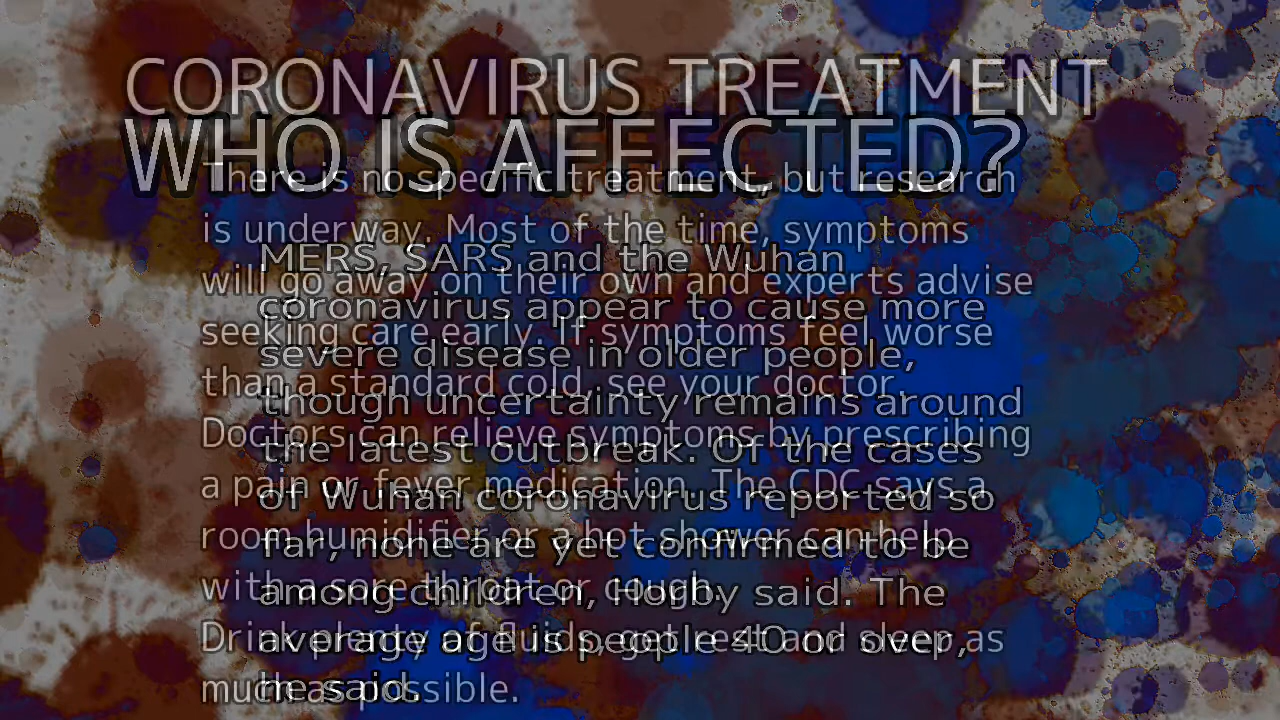 CORONAVIRUS TREATMENT
There is no specific treatment, but research
is underway. Most of the time, symptoms
will go away on their own and experts advise
seeking care early. If symptoms feel worse
than a standard cold, see your doctor.
Doctors can relieve symptoms by prescribing
a pain or fever medication. The CDC says a
room humidifier or a hot shower can help
with a sore throat or cough.
Drink plenty of fluids, get rest and sleep as
much as possible.
WHO IS AFFECTED?
MERS, SARS and the Wuhan
coronavirus appear to cause more
severe disease in older people,
though uncertainty remains around
the latest outbreak. Of the cases
of Wuhan coronavirus reported so
far, none are yet confirmed to be
among children, Horby said. The
average age is people 40 or over,
he said.